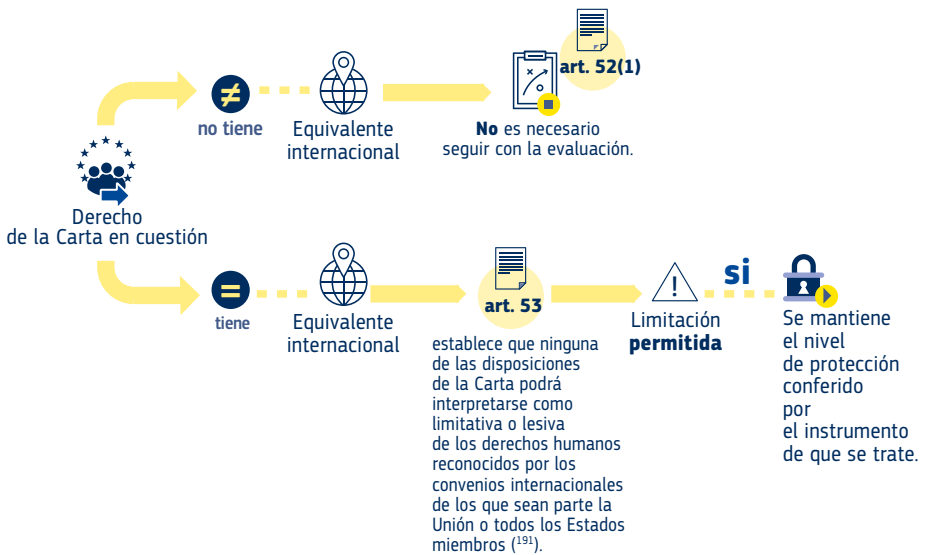 art. 52(1)
no tiene
Equivalente
internacional
No es necesario
seguir con la evaluación.
Derecho
de la Carta en cuestión
tiene
Equivalente
internacional
art. 53
establece que ninguna
de las disposiciones
de la Carta podrá
interpretarse como
limitativa o lesiva
de los derechos humanos
reconocidos por los
convenios internacionales
de los que sean parte la
Unión o todos los Estados
miembros (¹⁹¹).
Limitación
permitida
si
Se mantiene
el nivel
de protección
conferido
por
el instrumento
de que se trate.